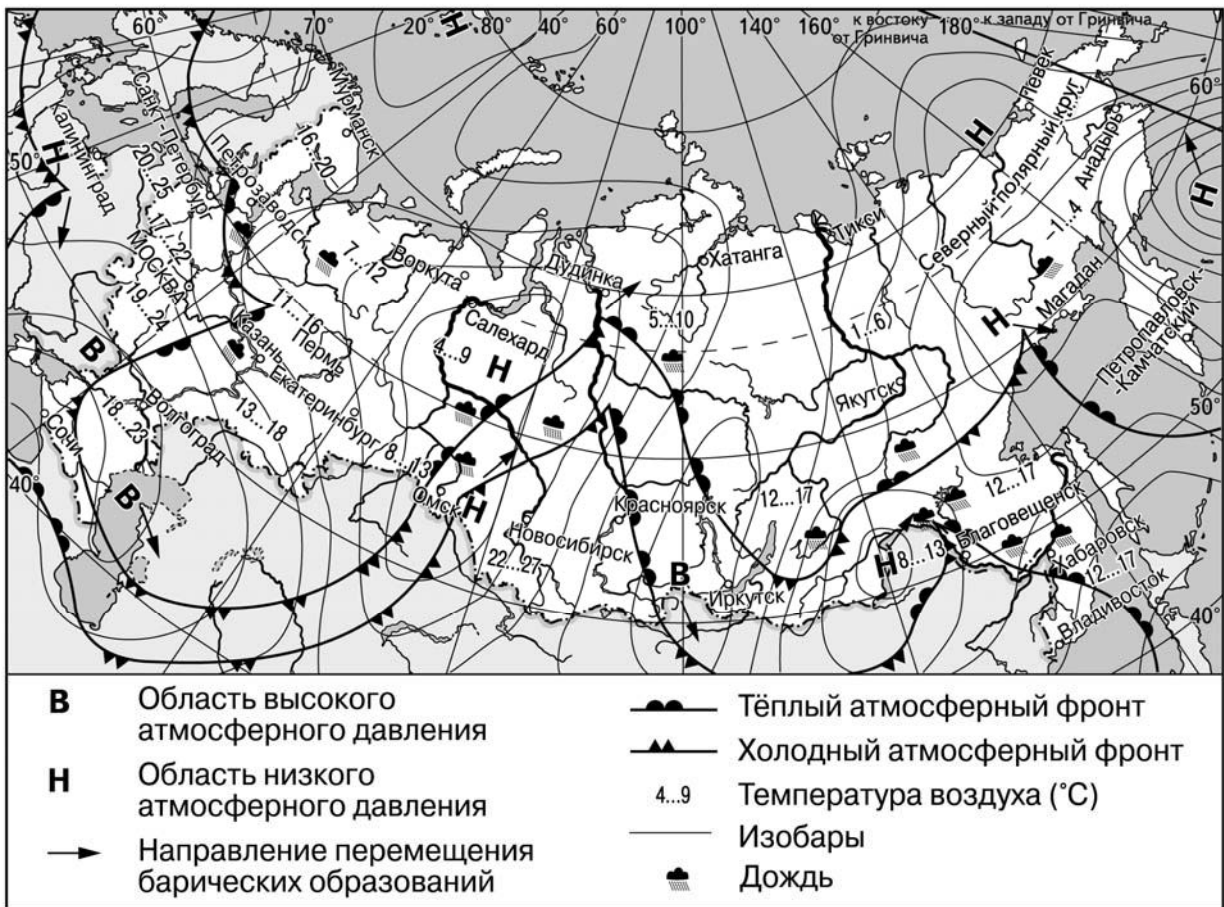 60° 70° Н 20° 80° 40° 60° 100° 140° 160° к востоку от Гринвича 180° к западу от Гринвича
60°
50°
40°
60°
50°
40°
Н
Калининград
Санкт-Петербург
20...25
Петрозаводск
Мурманск
16...20
17...22
МОСКВА
19...24
В
Сочи
18...23
Волгоград
В
Казань
11...16
Пермь
13...18
Екатеринбург
8...13
Омск
7...12
Воркута
Салехард
4...9
Н
Н
Дудинка
Новосибирск
22...27
5...10
Хатанга
Красноярск
В
Иркутск
12...17
Тикси
1...6
Якутск
Н
8...13
Благовещенск
12...17
Хабаровск
12...17
Владивосток
Н
Певек
Северный полярный круг
Анадырь
-1...4
Н
Магадан
Петропавловск-
-Камчатский
Н
В Область высокого
атмосферного давления
Н Область низкого
атмосферного давления
Направление перемещения
барических образований
Тёплый атмосферный фронт
Холодный атмосферный фронт
4...9 Температура воздуха (°С)
Изобары
Дождь